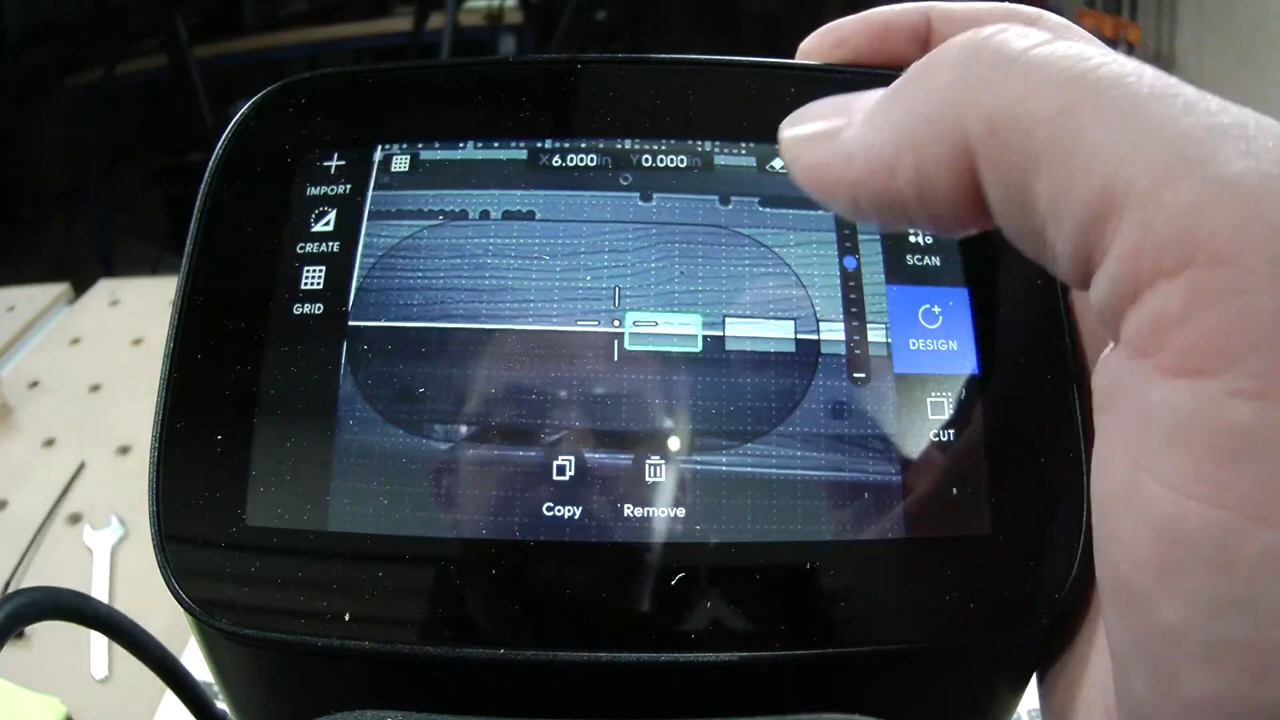 IMPORT
CREATE
GRID
X6.000in Y0.000in
SCAN
DESIGN
CUT
Copy
Remove